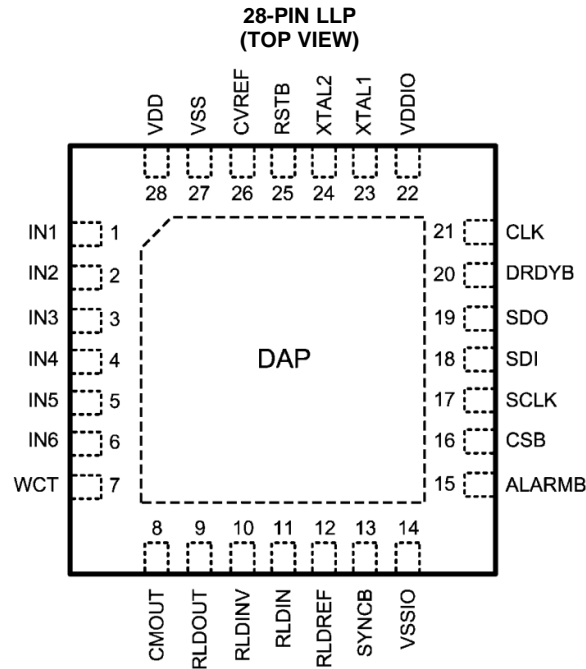 28-PIN LLP
(TOP VIEW)
VDD
VSS
CVREF
RSTB
XTAL2
XTAL1
VDDIO
28 27 26 25 24 23 22
IN1 1
IN2 2
IN3 3
IN4 4
IN5 5
IN6 6
WCT 7
DAP
21 CLK
20 DRDYB
19 SDO
18 SDI
17 SCLK
16 CSB
15 ALARMB
8 9 10 11 12 13 14
CMOUT
RLDOUT
RLDINV
RLDIN
RLDREF
SYNCB
VSSIO